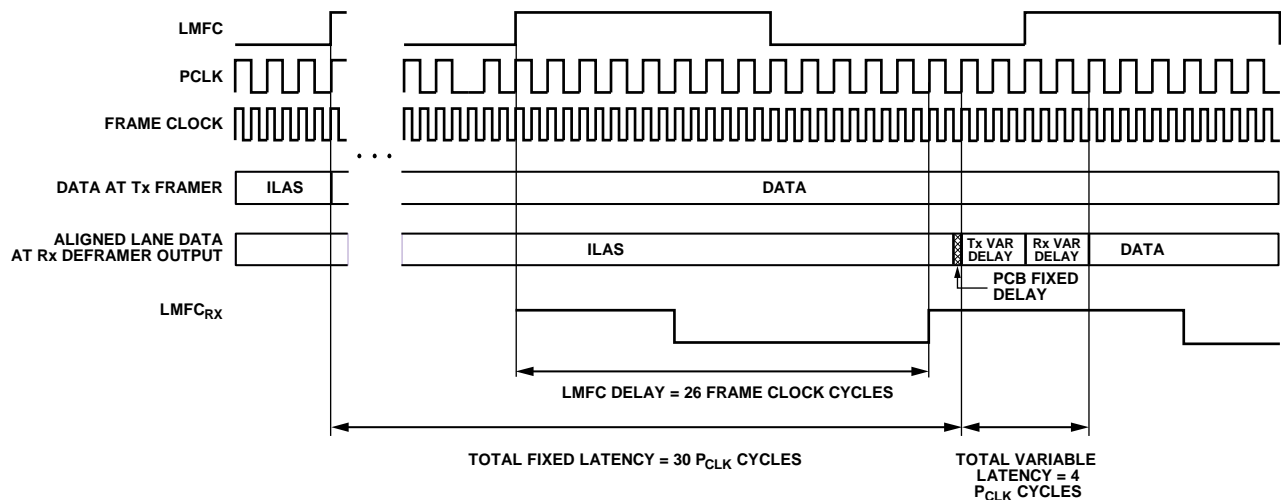 LMFC
PCLK
FRAME CLOCK
. . .
DATA AT Tx FRAMER
ILAS
DATA
ALIGNED LANE DATA
AT Rx DEFRAMER OUTPUT
ILAS
Tx VAR
DELAY
Rx VAR
DELAY
DATA
PCB FIXED
DELAY
LMFCRX
LMFC DELAY = 26 FRAME CLOCK CYCLES
TOTAL FIXED LATENCY = 30 PCLK CYCLES
TOTAL VARIABLE
LATENCY = 4
PCLK CYCLES